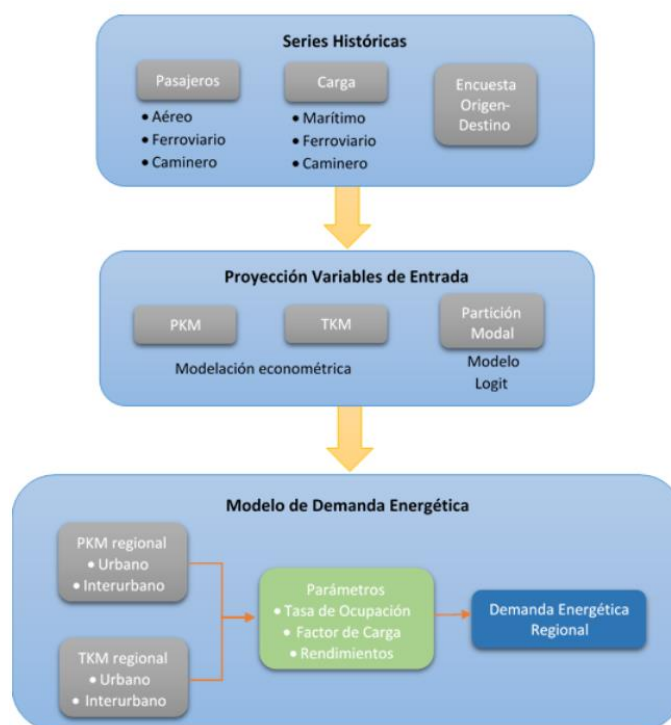 Series Históricas
Pasajeros
• Aéreo
• Ferroviario
• Caminero
Carga
• Marítimo
• Ferroviario
• Caminero
Encuesta
Origen-
Destino
Proyección Variables de Entrada
PKM
TKM
Modelación econométrica
Partición
Modal
Modelo
Logit
Modelo de Demanda Energética
PKM regional
• Urbano
• Interurbano
TKM regional
• Urbano
• Interurbano
Parámetros
• Tasa de Ocupación
• Factor de Carga
• Rendimientos
Demanda Energética
Regional